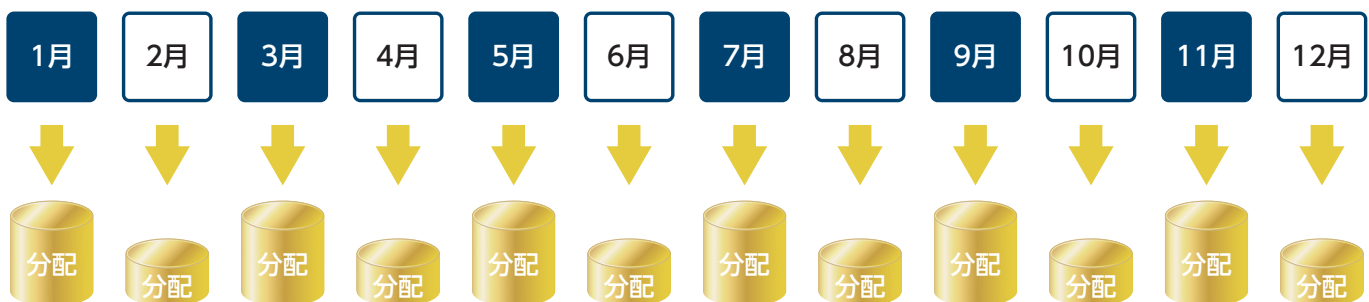 1月 2月 3月 4月 5月 6月 7月 8月 9月 10月 11月 12月
分配 分配 分配 分配 分配 分配 分配 分配 分配 分配 分配 分配